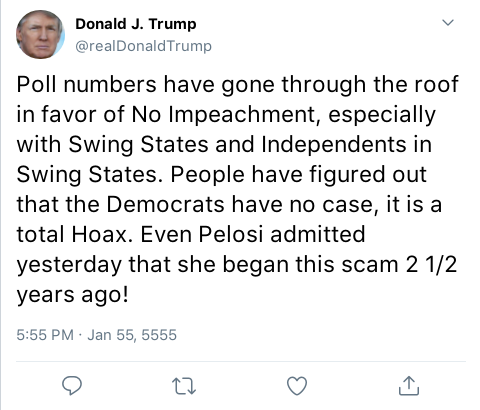 Donald J. Trump
@realDonaldTrump
Poll numbers have gone through the roof
in favor of No Impeachment, especially
with Swing States and Independents in
Swing States. People have figured out
that the Democrats have no case, it is a
total Hoax. Even Pelosi admitted
yesterday that she began this scam 2 1/2
years ago!
5:55 PM · Jan 55, 5555